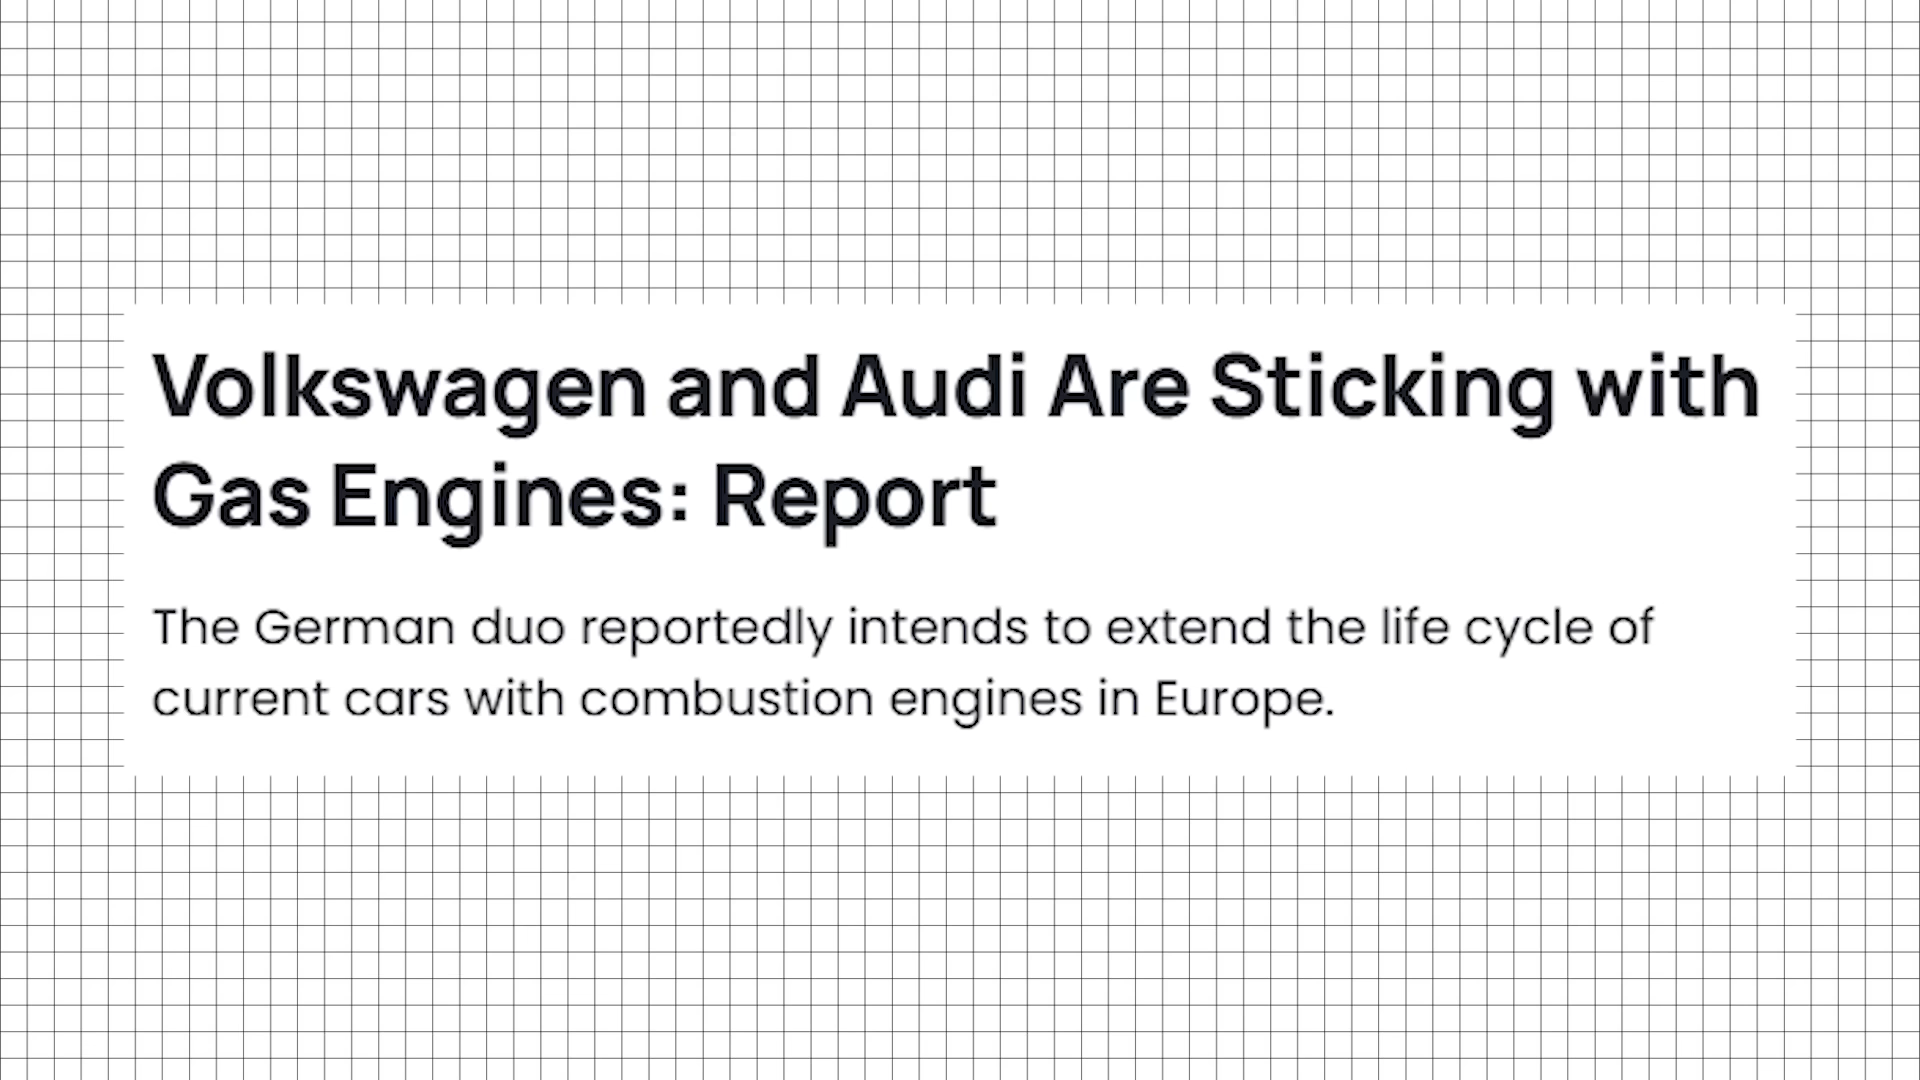 Volkswagen and Audi Are Sticking with
Gas Engines: Report
The German duo reportedly intends to extend the life cycle of
current cars with combustion engines in Europe.